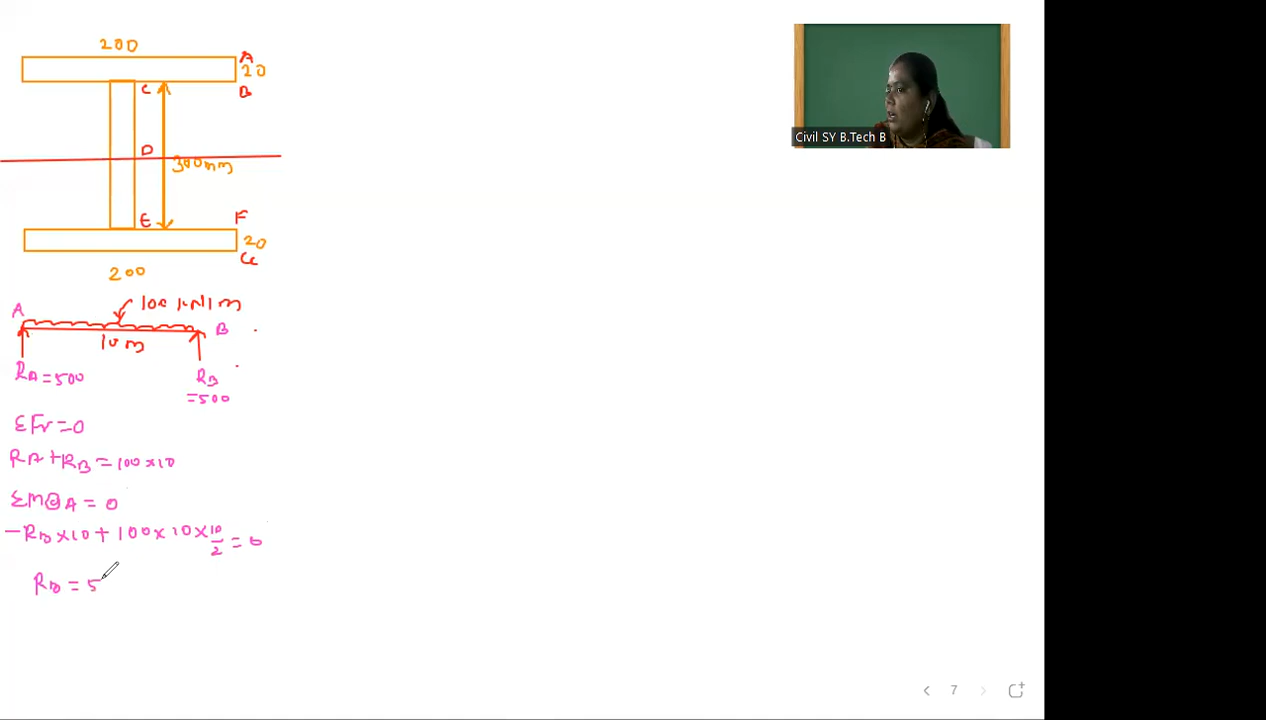 200
A
20
C
B
D
300mm
E
F
20
G
200
100 kN/m
A
B
10 m
RA = 500
RB
= 500
ΣFv = 0
RA + RB = 100 × 10
ΣM@A = 0
- RB × 10 + 100 × 10 × 10/2 = 0
RB = 5
Civil SY B.Tech B
7